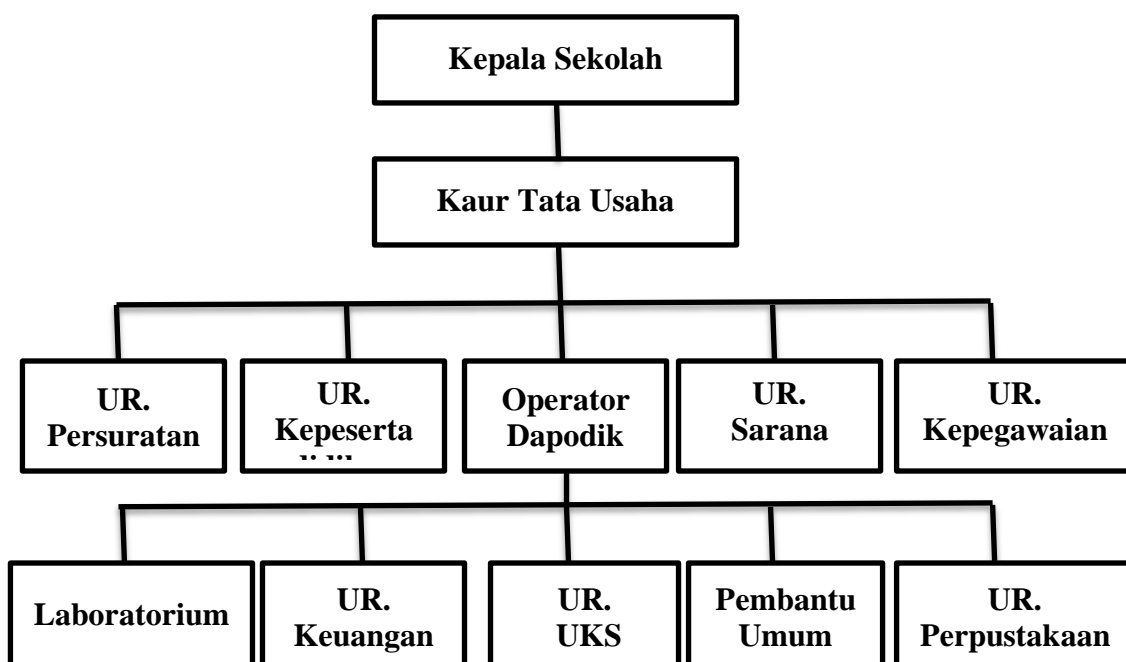 Kepala Sekolah
Kaur Tata Usaha
UR.
Persuratan
UR.
Kepeserta
Operator
Dapodik
UR.
Sarana
UR.
Kepegawaian
Laboratorium
UR.
Keuangan
UR.
UKS
Pembantu
Umum
UR.
Perpustakaan